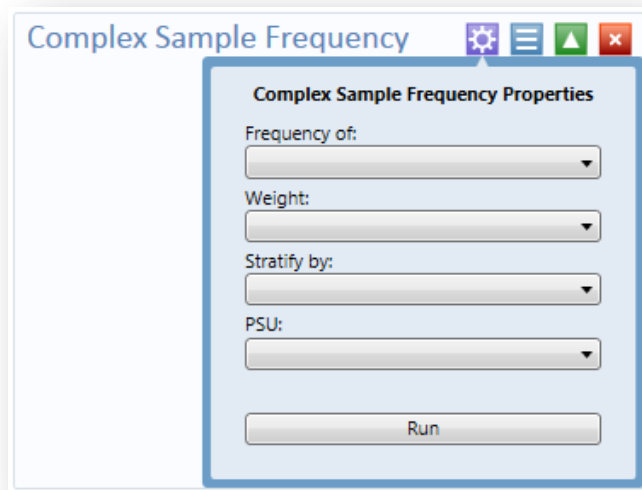 Complex Sample Frequency
Complex Sample Frequency Properties
Frequency of:
Weight:
Stratify by:
PSU:
Run